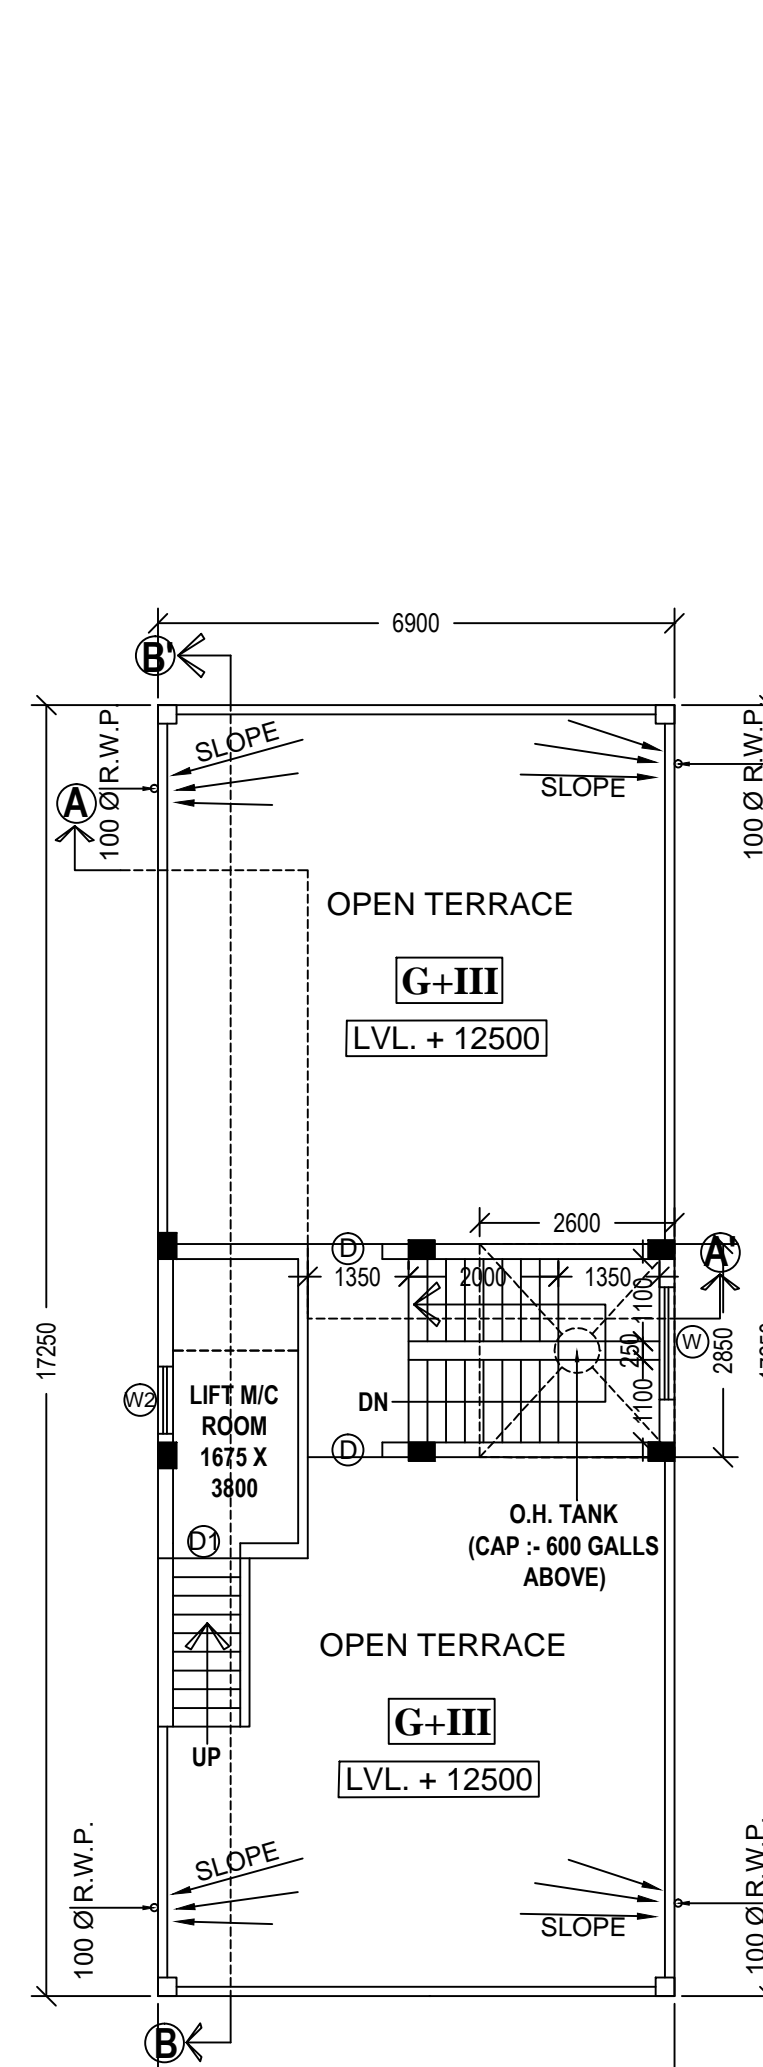 6900
B'
SLOPE
100 Ø R.W.P.
A
SLOPE
100 Ø R.W.P.
OPEN TERRACE
G+III
LVL. + 12500
2600
D
A'
1350
2000
1350
1100
250
1100
W
2850
17250
W2
LIFT M/C
ROOM
1675 X
3800
DN
D
D1
O.H. TANK
(CAP :- 600 GALLS
ABOVE)
OPEN TERRACE
G+III
LVL. + 12500
UP
SLOPE
100 Ø R.W.P.
SLOPE
100 Ø R.W.P.
B